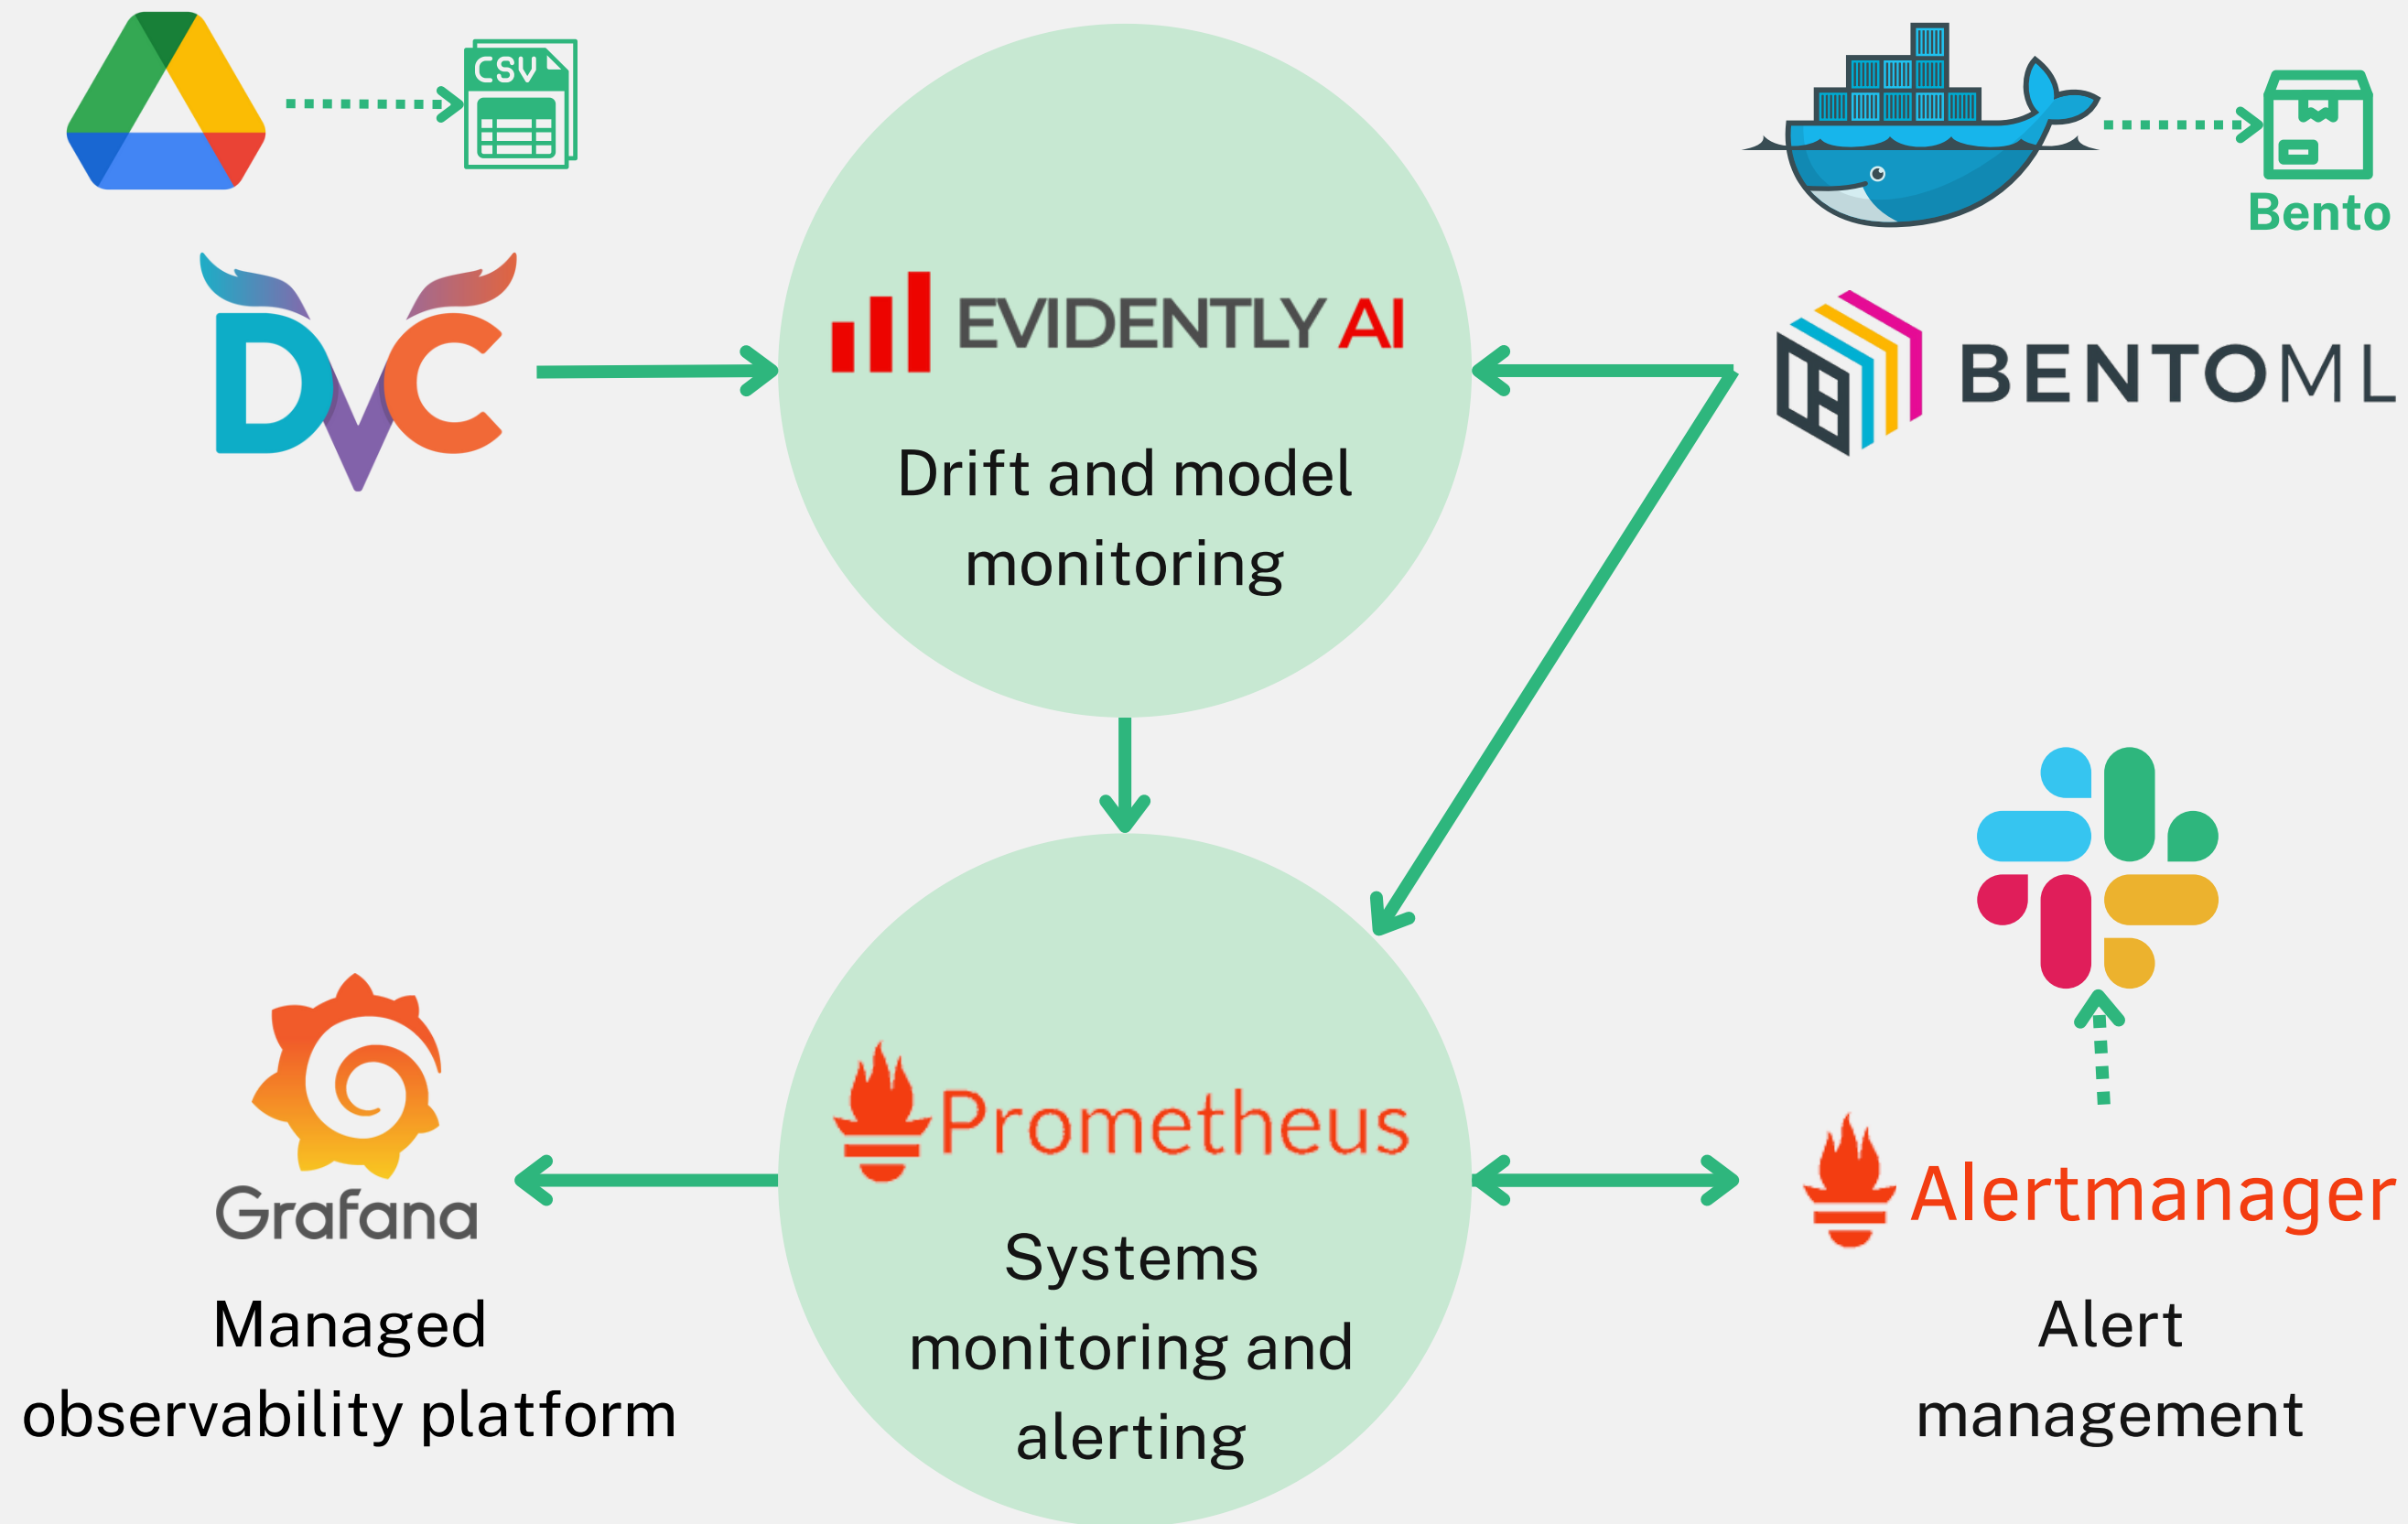 CSV
Bento
DVC
EVIDENTLY AI
BENTOML
Drift and model
monitoring
Grafana
Managed
observability platform
Prometheus
Systems
monitoring and
alerting
Alertmanager
Alert
management